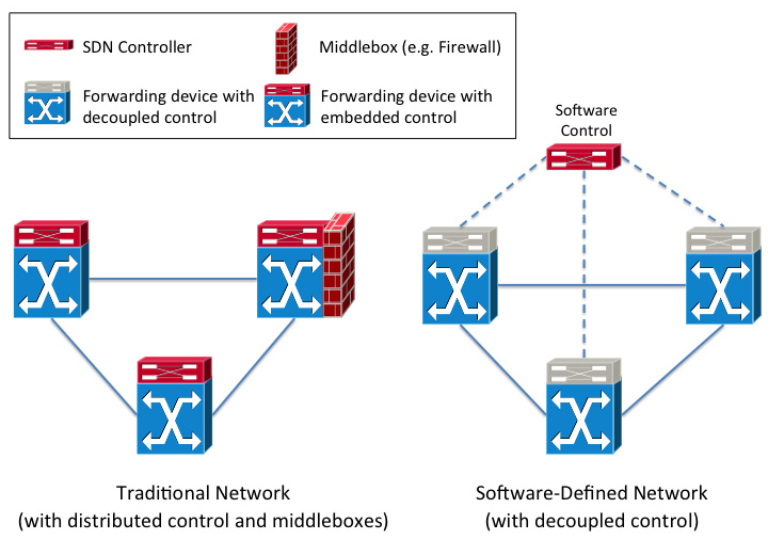 SDN Controller
Middlebox (e.g. Firewall)
Forwarding device with
decoupled control
Forwarding device with
embedded control
Software
Control
Traditional Network
(with distributed control and middleboxes)
Software-Defined Network
(with decoupled control)